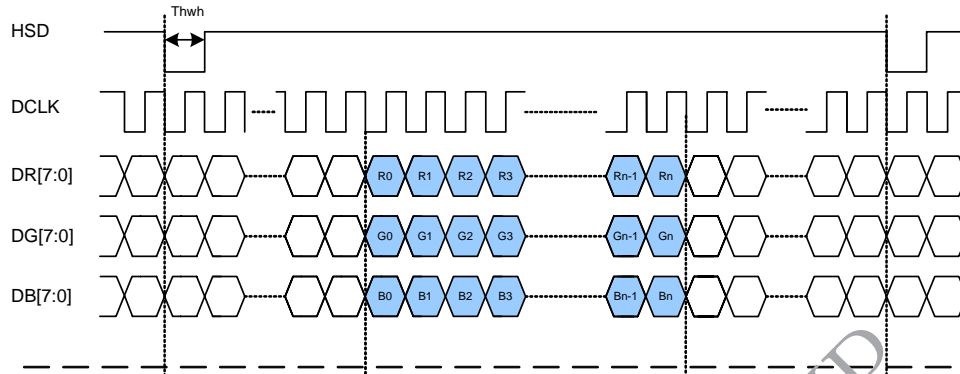 Thwh
HSD
DCLK
DR[7:0] R0 R1 R2 R3 Rn-1 Rn
DG[7:0] G0 G1 G2 G3 Gn-1 Gn
DB[7:0] B0 B1 B2 B3 Bn-1 Bn